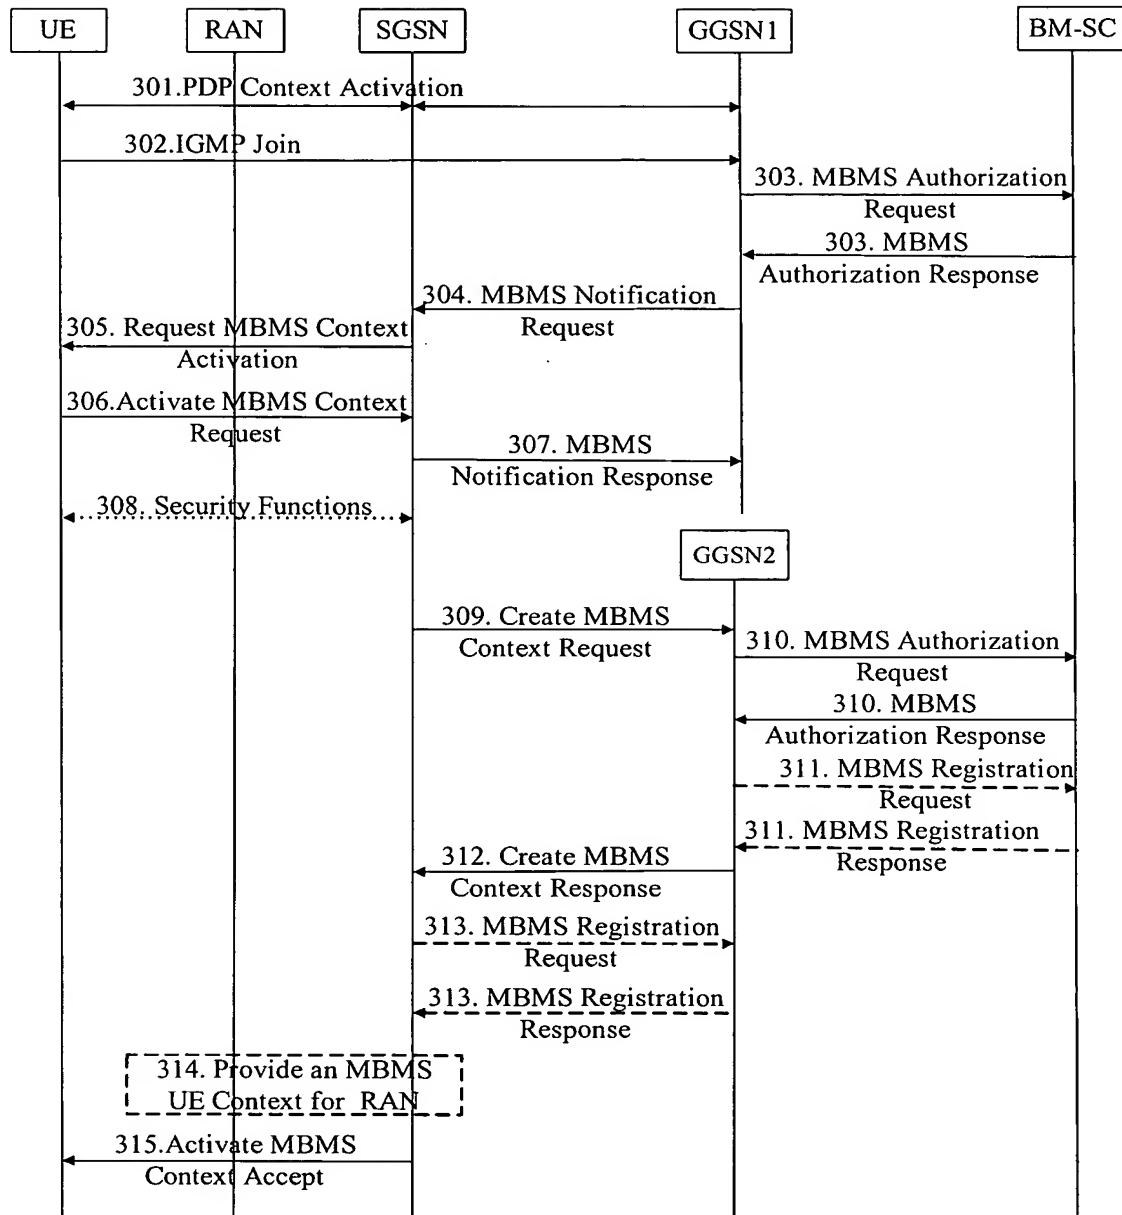 UE
RAN
SGSN
GGSN1
BM-SC
301.PDP Context Activation
302.IGMP Join
303. MBMS Authorization
Request
303. MBMS
Authorization Response
304. MBMS Notification
Request
305. Request MBMS Context
Activation
306.Activate MBMS Context
Request
307. MBMS
Notification Response
308. Security Functions
GGSN2
309. Create MBMS
Context Request
310. MBMS Authorization
Request
310. MBMS
Authorization Response
311. MBMS Registration
Request
311. MBMS Registration
Response
312. Create MBMS
Context Response
313. MBMS Registration
Request
313. MBMS Registration
Response
314. Provide an MBMS
UE Context for RAN
315.Activate MBMS
Context Accept